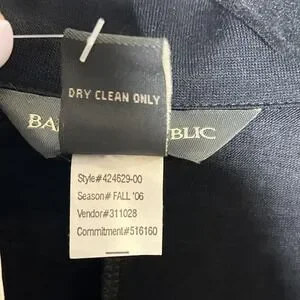 DRY CLEAN ONLY
BA BLIC
Style#424629-00
Season# FALL '06
Vendor#311028
Commitment#516160